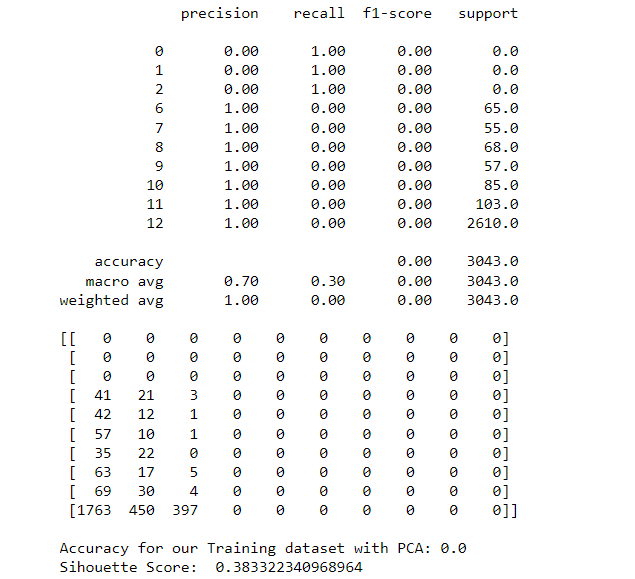 precision recall f1-score support
0 0.00 1.00 0.00 0.0
1 0.00 1.00 0.00 0.0
2 0.00 1.00 0.00 0.0
6 1.00 0.00 0.00 65.0
7 1.00 0.00 0.00 55.0
8 1.00 0.00 0.00 68.0
9 1.00 0.00 0.00 57.0
10 1.00 0.00 0.00 85.0
11 1.00 0.00 0.00 103.0
12 1.00 0.00 0.00 2610.0
accuracy 0.00 3043.0
macro avg 0.70 0.30 0.00 3043.0
weighted avg 1.00 0.00 0.00 3043.0
[[ 0 0 0 0 0 0 0 0 0 0]
[ 0 0 0 0 0 0 0 0 0 0]
[ 0 0 0 0 0 0 0 0 0 0]
[ 41 21 3 0 0 0 0 0 0 0]
[ 42 12 1 0 0 0 0 0 0 0]
[ 57 10 1 0 0 0 0 0 0 0]
[ 35 22 0 0 0 0 0 0 0 0]
[ 63 17 5 0 0 0 0 0 0 0]
[ 69 30 4 0 0 0 0 0 0 0]
[1763 450 397 0 0 0 0 0 0 0]]
Accuracy for our Training dataset with PCA: 0.0
Sihouette Score: 0.383322340968964